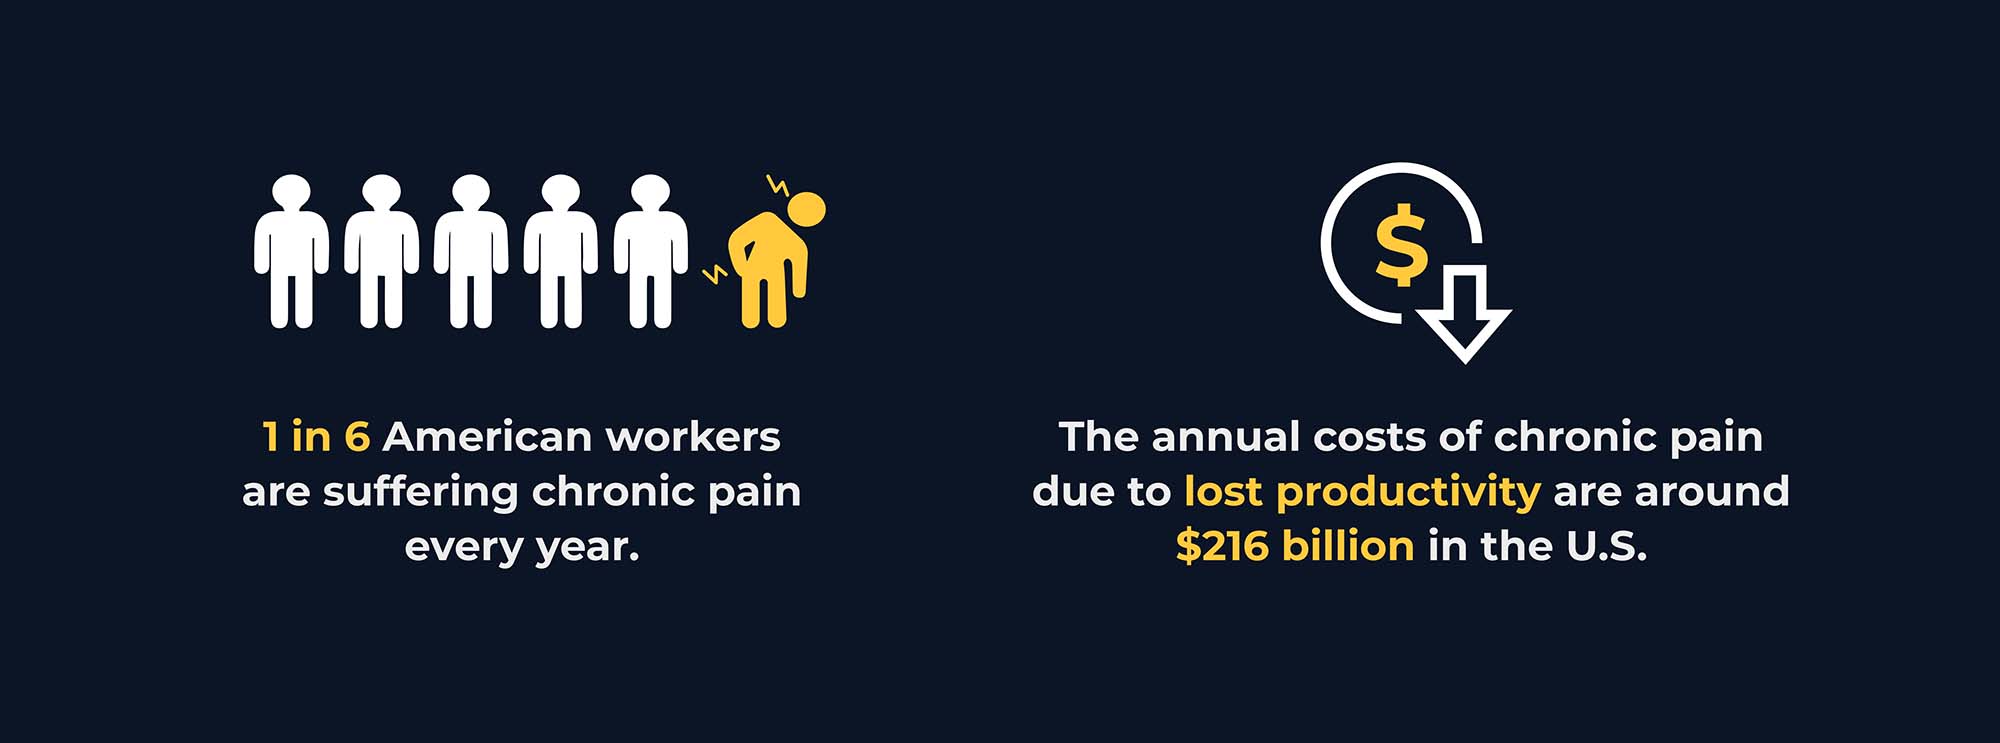 $
1 in 6 American workers
are suffering chronic pain
every year.
The annual costs of chronic pain
due to lost productivity are around
$216 billion in the U.S.